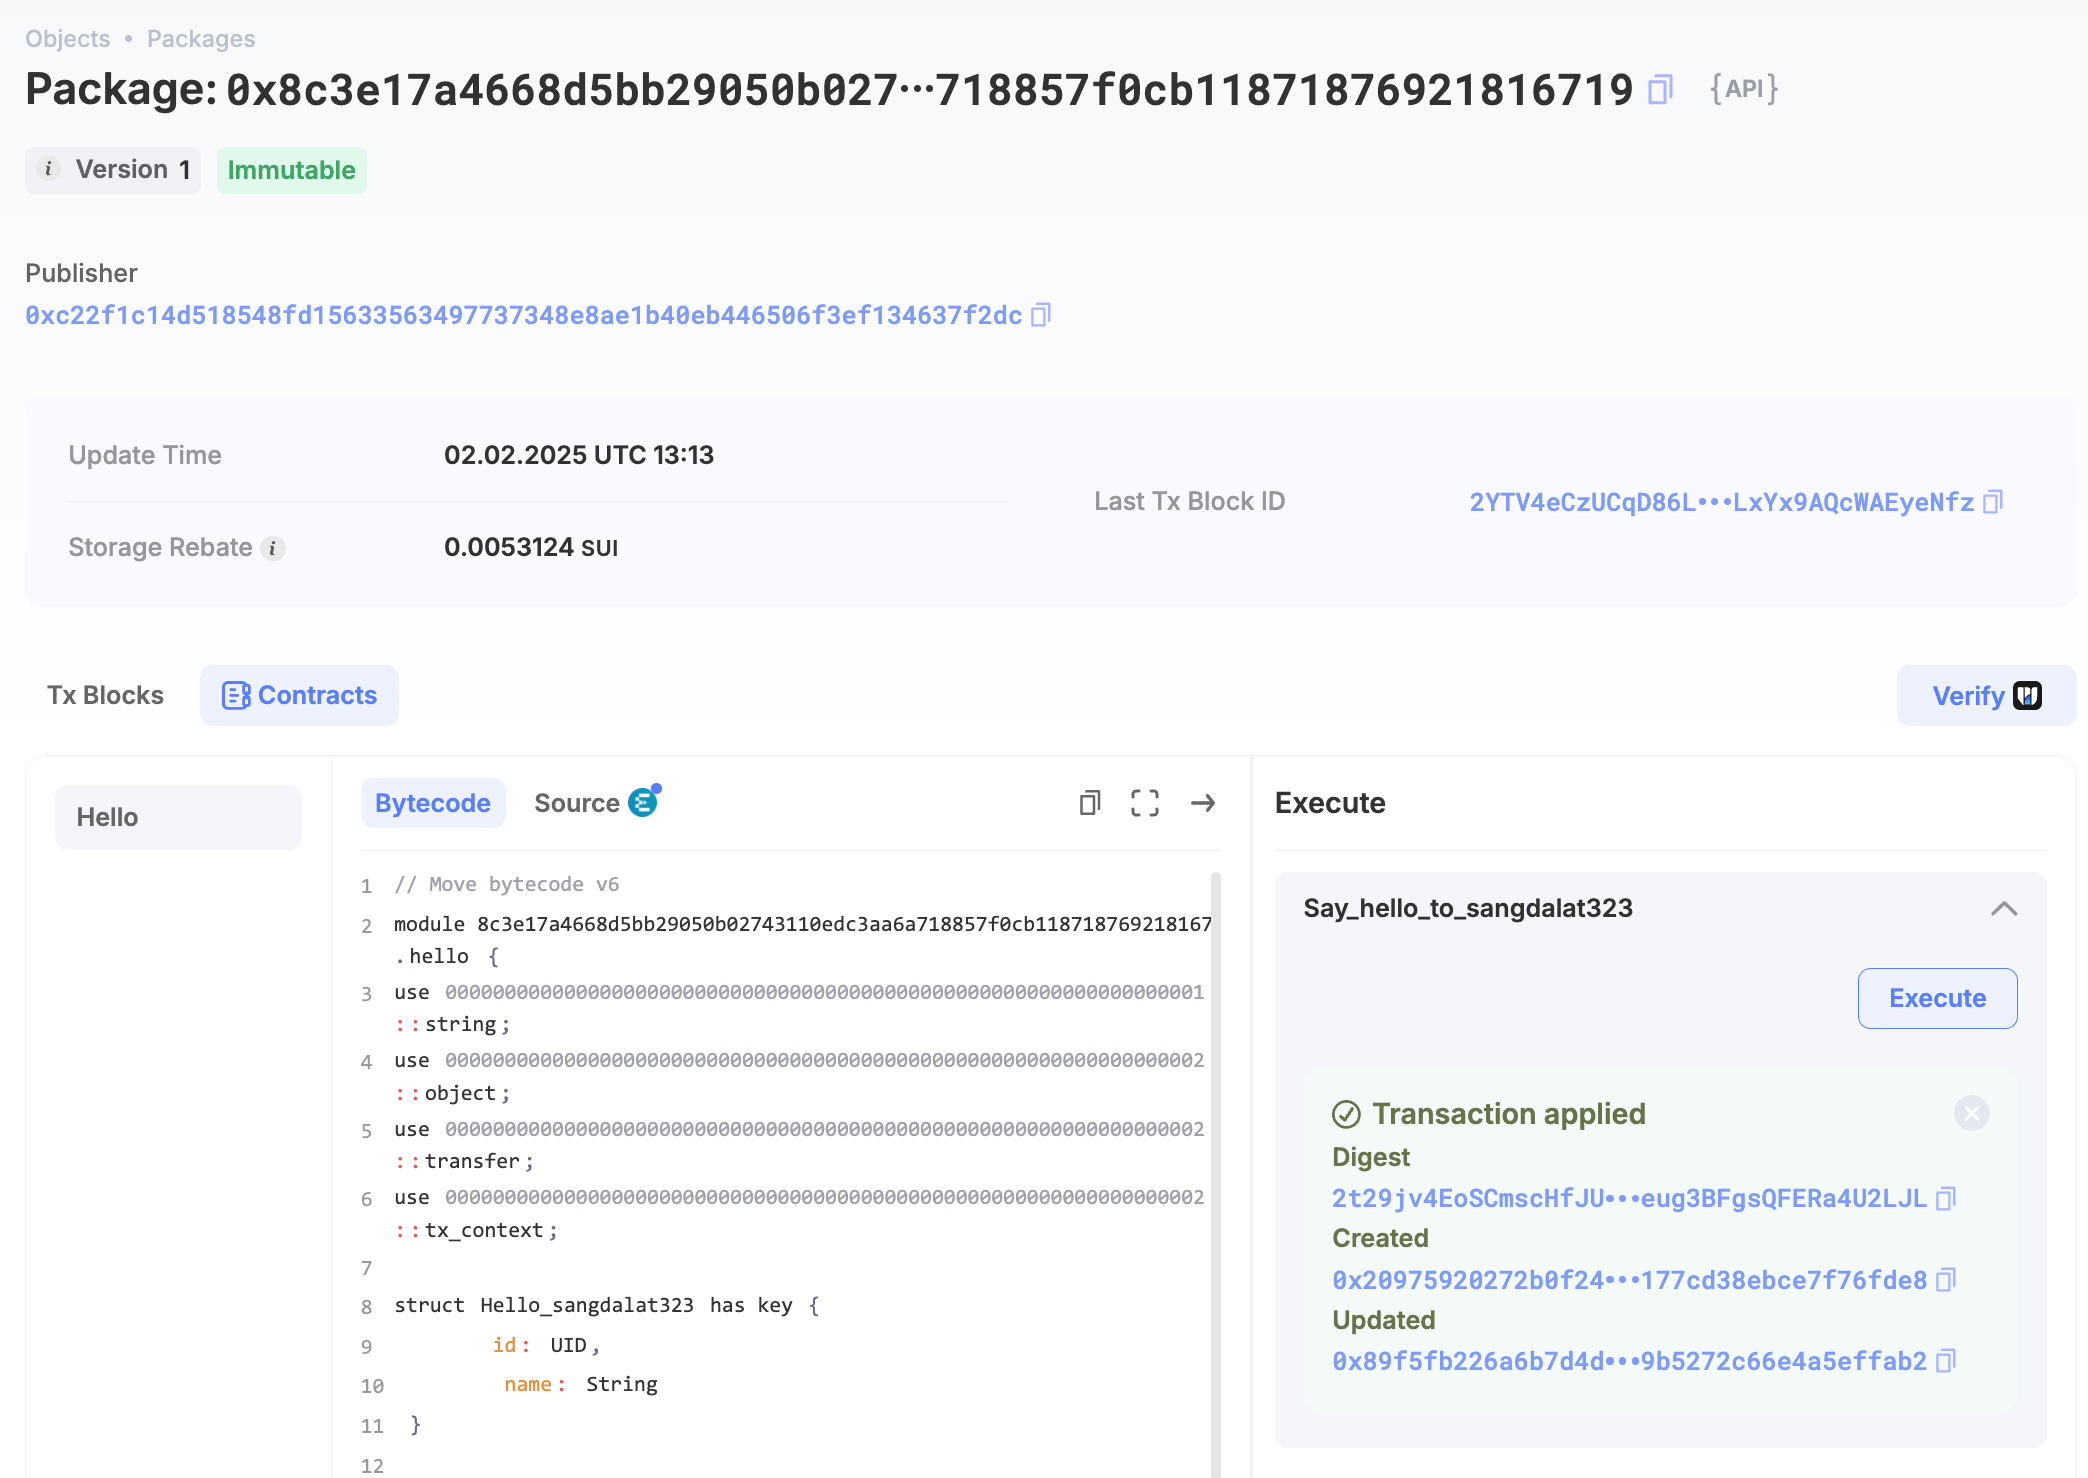 Objects • Packages
Package: 0x8c3e17a4668d5bb29050b027···718857f0cb11871876921816719 {API}
i Version 1 Immutable
Publisher
0xc22f1c14d518548fd15633563497737348e8ae1b40eb446506f3ef134637f2dc
Update Time 02.02.2025 UTC 13:13
Storage Rebate i 0.0053124 SUI
Last Tx Block ID 2YTV4eCzUCqD86L•••LxYx9AQcWAEyeNfz
Tx Blocks Contracts Verify
Hello
Bytecode Source
1 // Move bytecode v6
2 module 8c3e17a4668d5bb29050b02743110edc3aa6a718857f0cb118718769218167
.hello {
3 use 0000000000000000000000000000000000000000000000000000000000000001
::string;
4 use 0000000000000000000000000000000000000000000000000000000000000002
::object;
5 use 0000000000000000000000000000000000000000000000000000000000000002
::transfer;
6 use 0000000000000000000000000000000000000000000000000000000000000002
::tx_context;
7
8 struct Hello_sangdalat323 has key {
9 id: UID,
10 name: String
11 }
12
Execute
Say_hello_to_sangdalat323
Execute
Transaction applied
Digest
2t29jv4EoSCmscHfJU•••eug3BFgsQFERa4U2LJL
Created
0x20975920272b0f24•••177cd38ebce7f76fde8
Updated
0x89f5fb226a6b7d4d•••9b5272c66e4a5effab2